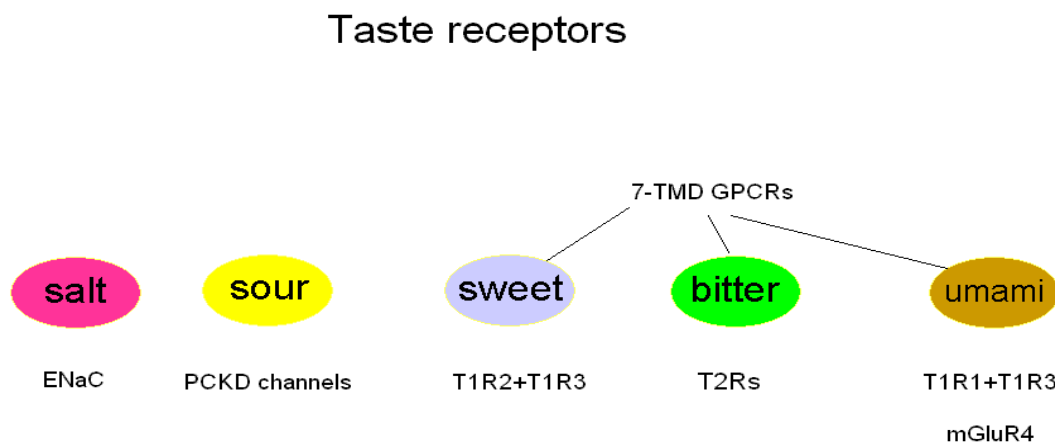 Taste receptors
7-TMD GPCRs
salt sour sweet bitter umami
ENaC PCKD channels T1R2+T1R3 T2Rs T1R1+T1R3
mGluR4